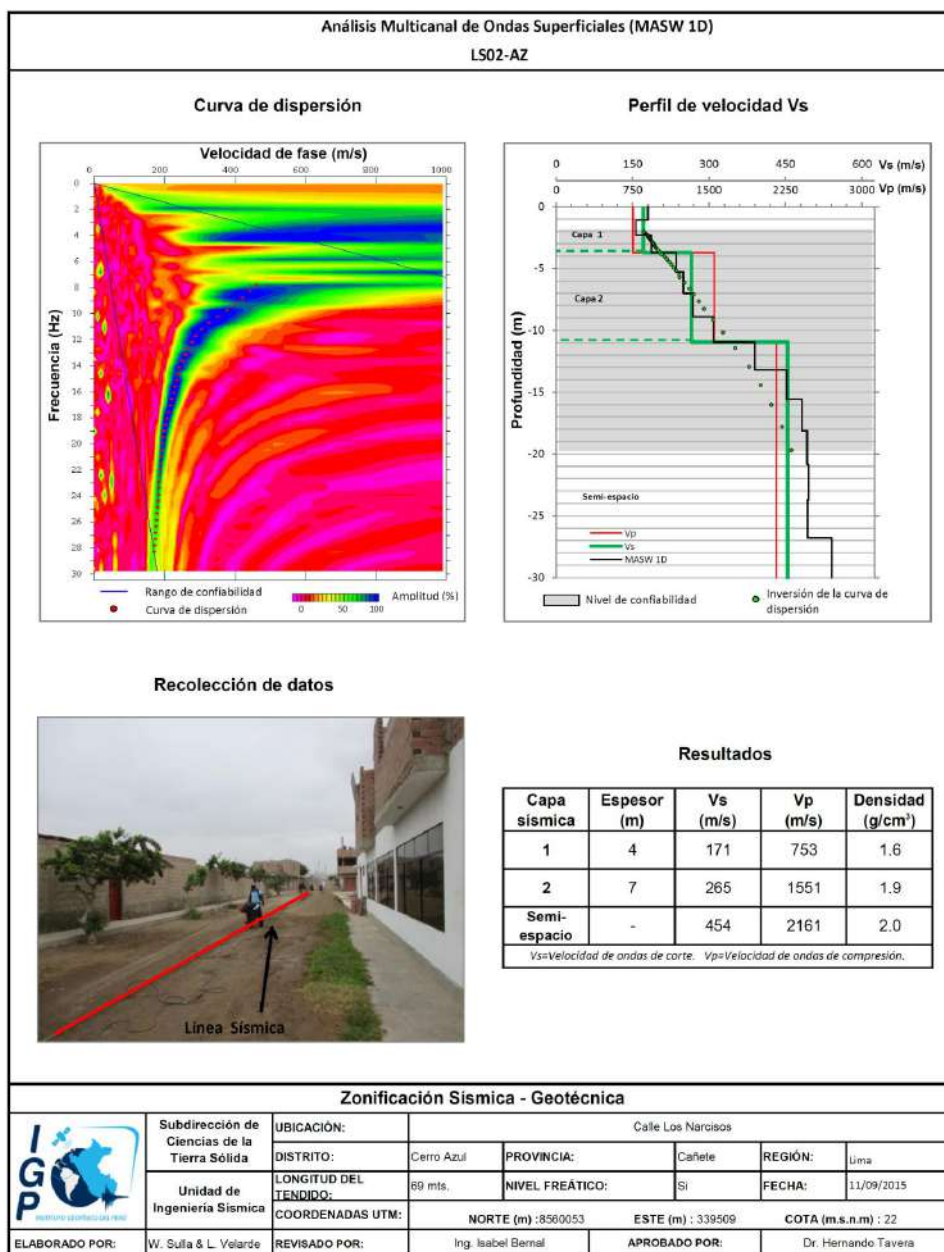 Análisis Multicanal de Ondas Superficiales (MASW 1D)
LS02-AZ
Curva de dispersión
Velocidad de fase (m/s)
0 200 400 600 800 1000
Frecuencia (Hz)
0
2
4
6
8
10
12
14
16
18
20
22
24
26
28
30
Rango de confiabilidad
Curva de dispersión
Amplitud (%)
0 50 100
Perfil de velocidad Vs
0 150 300 450 600 Vs (m/s)
0 750 1500 2250 3000 Vp (m/s)
Profundidad (m)
0
-5
-10
-15
-20
-25
-30
Capa 1
Capa 2
Semi-espacio
Vp
Vs
MASW 1D
Nivel de confiabilidad
Inversión de la curva de
dispersión
Recolección de datos
Línea Sísmica
Resultados
Capa sísmica Espesor (m) Vs (m/s) Vp (m/s) Densidad (g/cm³)
1 4 171 753 1.6
2 7 265 1551 1.9
Semi-espacio - 454 2161 2.0
Vs=Velocidad de ondas de corte. Vp=Velocidad de ondas de compresión.
Zonificación Sísmica - Geotécnica
IGP
INSTITUTO GEOFÍSICO DEL PERÚ
Subdirección de
Ciencias de la
Tierra Sólida
Unidad de
Ingeniería Sísmica
UBICACIÓN: Calle Los Narcisos
DISTRITO: Cerro Azul PROVINCIA: Cañete REGIÓN: Lima
LONGITUD DEL TENDIDO: 69 mts. NIVEL FREÁTICO: Si FECHA: 11/09/2015
COORDENADAS UTM: NORTE (m) :8560053 ESTE (m) : 339509 COTA (m.s.n.m) : 22
ELABORADO POR: W. Sulla & L. Velarde REVISADO POR: Ing. Isabel Bernal APROBADO POR: Dr. Hernando Tavera